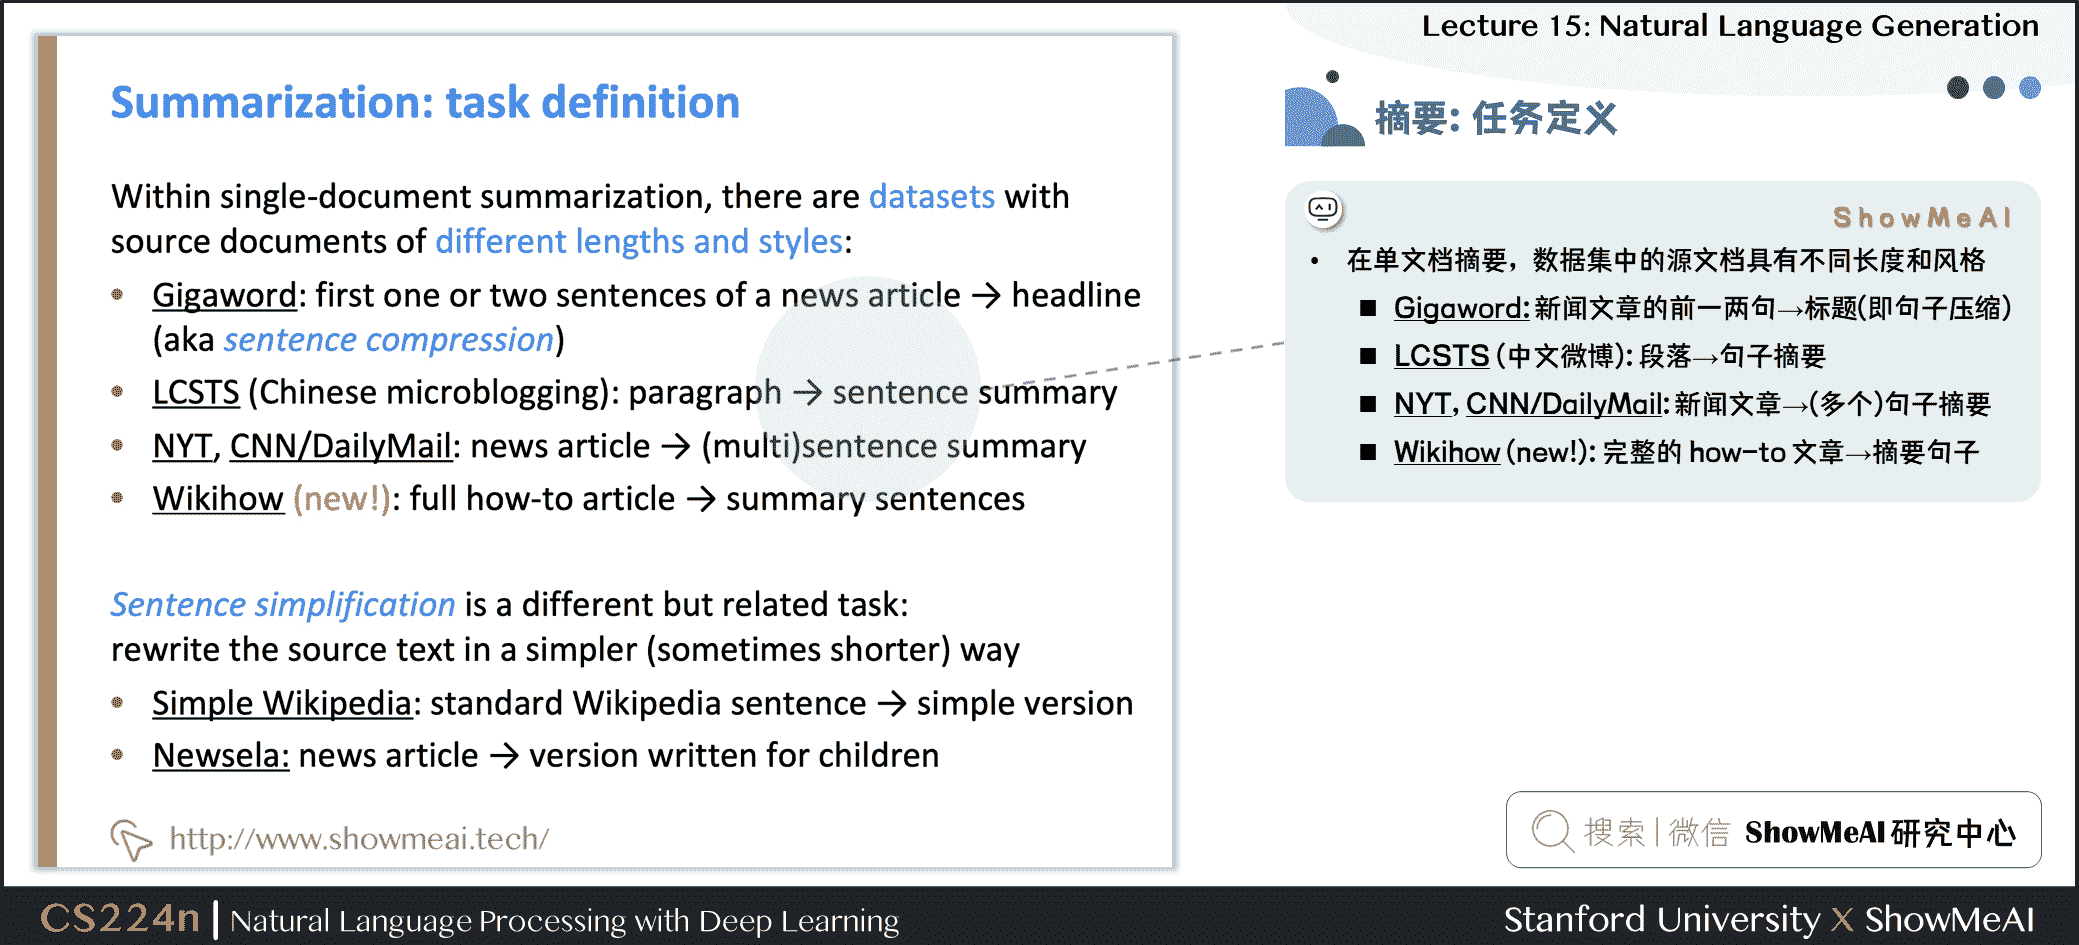 Lecture 15: Natural Language Generation
Summarization: task definition
Within single-document summarization, there are datasets with
source documents of different lengths and styles:
• Gigaword: first one or two sentences of a news article → headline
(aka sentence compression)
• LCSTS (Chinese microblogging): paragraph → sentence summary
• NYT, CNN/DailyMail: news article → (multi)sentence summary
• Wikihow (new!): full how-to article → summary sentences
Sentence simplification is a different but related task:
rewrite the source text in a simpler (sometimes shorter) way
• Simple Wikipedia: standard Wikipedia sentence → simple version
• Newsela: news article → version written for children
http://www.showmeai.tech/
摘要: 任务定义
ShowMeAI
• 在单文档摘要，数据集中的源文档具有不同长度和风格
■ Gigaword: 新闻文章的前一两句→标题(即句子压缩)
■ LCSTS (中文微博): 段落→句子摘要
■ NYT, CNN/DailyMail: 新闻文章→(多个)句子摘要
■ Wikihow (new!): 完整的 how-to 文章→摘要句子
搜索 | 微信 ShowMeAI 研究中心
CS224n | Natural Language Processing with Deep Learning
Stanford University X ShowMeAI